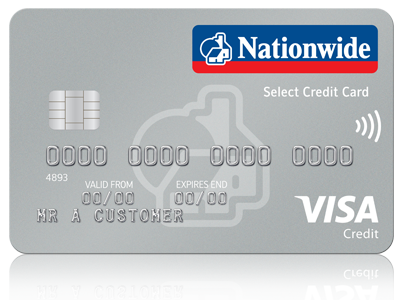 Nationwide
Select Credit Card
0000 0000 0000 0000
4893
VALID FROM EXPIRES END
00/00 00/00
MR A CUSTOMER
VISA
Credit